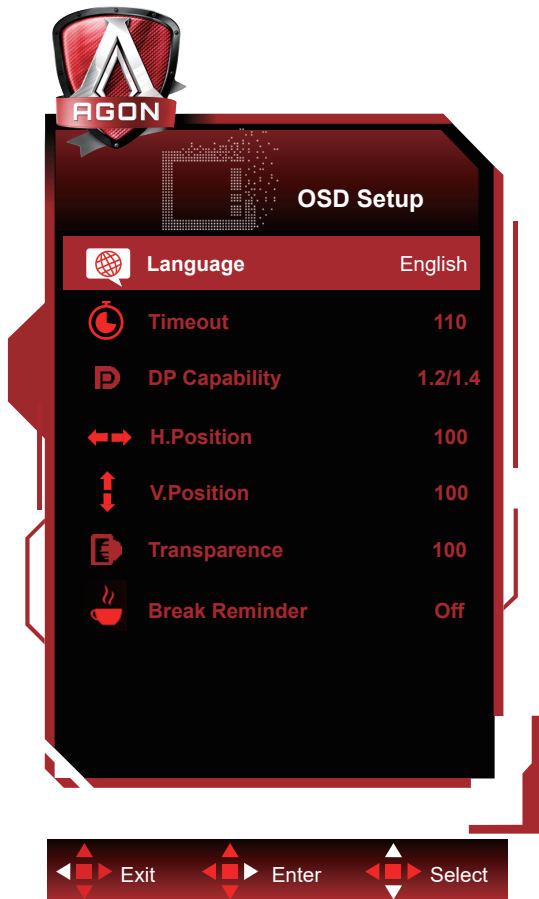 AGON
OSD Setup
Language English
Timeout 110
DP Capability 1.2/1.4
H.Position 100
V.Position 100
Transparence 100
Break Reminder Off
Exit Enter Select